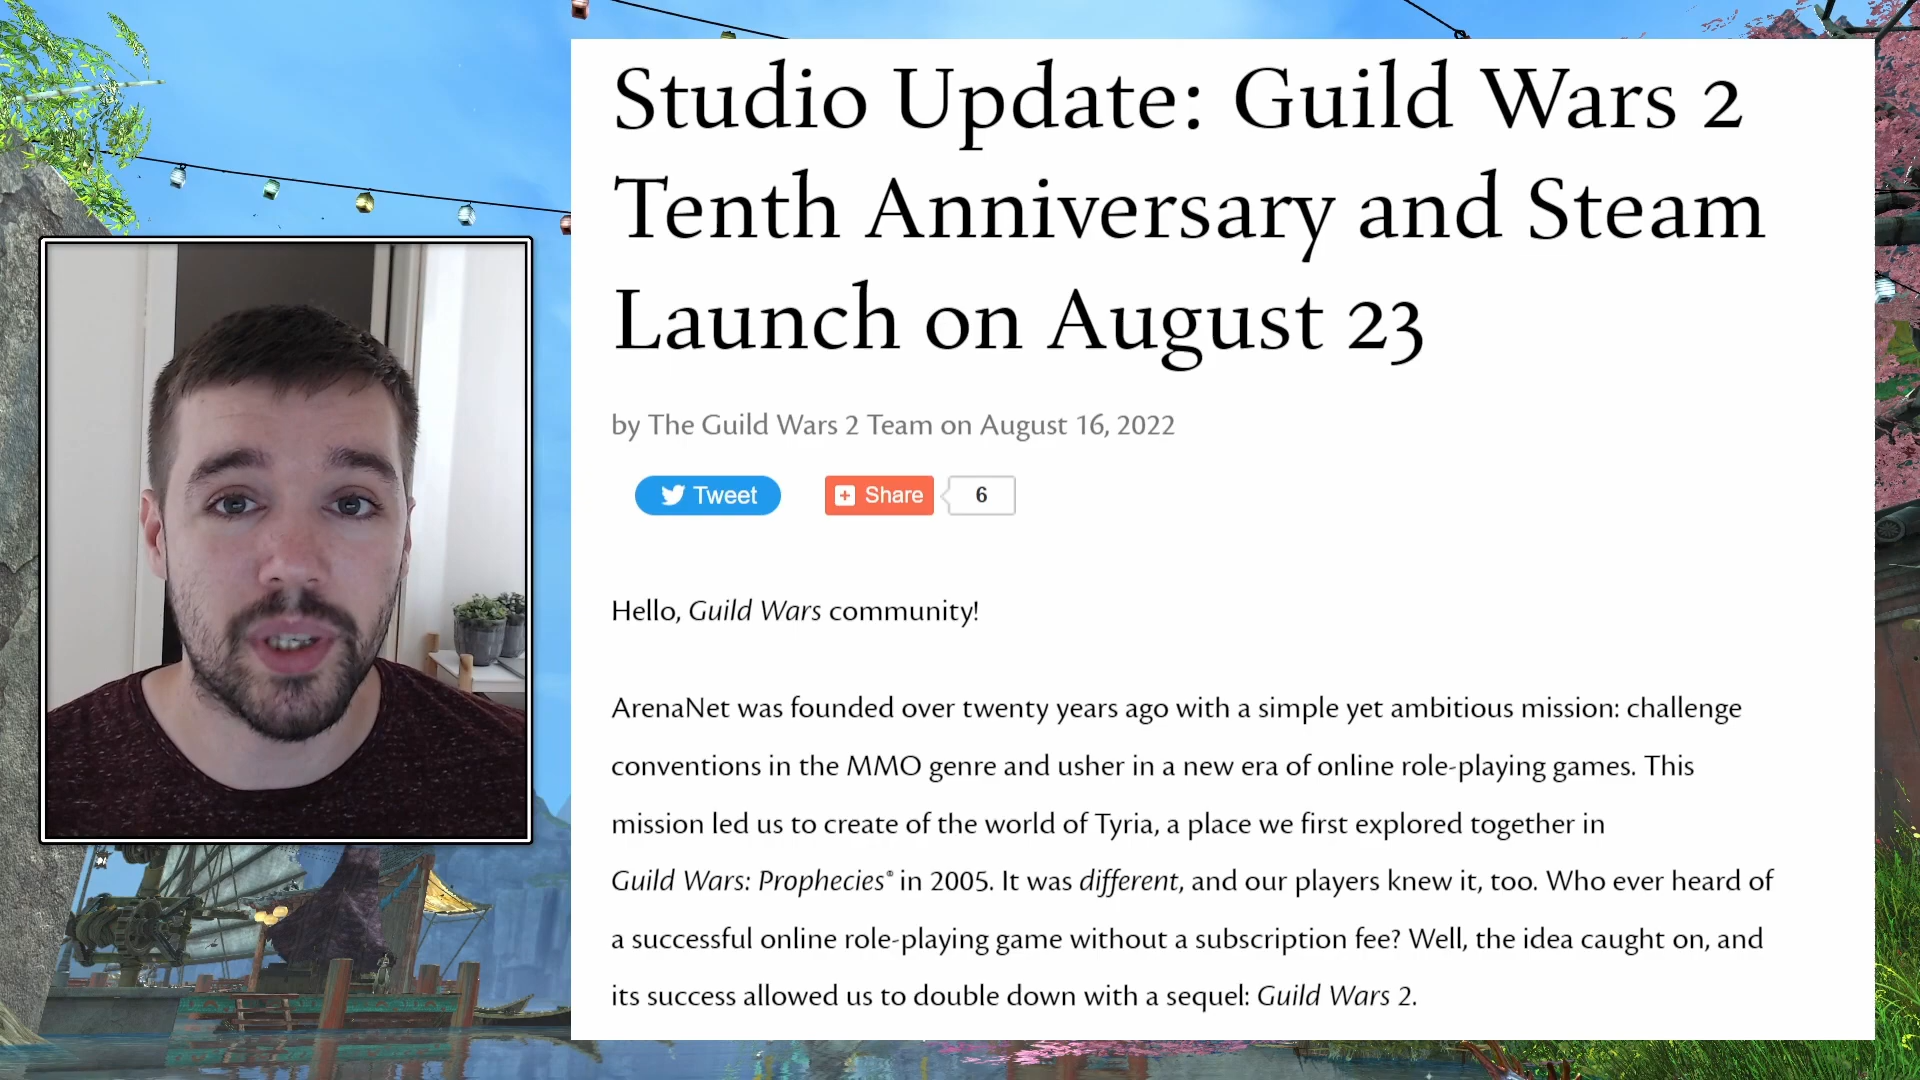 Studio Update: Guild Wars 2
Tenth Anniversary and Steam
Launch on August 23
by The Guild Wars 2 Team on August 16, 2022
Tweet
Share
6
Hello, Guild Wars community!
ArenaNet was founded over twenty years ago with a simple yet ambitious mission: challenge
conventions in the MMO genre and usher in a new era of online role-playing games. This
mission led us to create of the world of Tyria, a place we first explored together in
Guild Wars: Prophecies® in 2005. It was different, and our players knew it, too. Who ever heard of
a successful online role-playing game without a subscription fee? Well, the idea caught on, and
its success allowed us to double down with a sequel: Guild Wars 2.